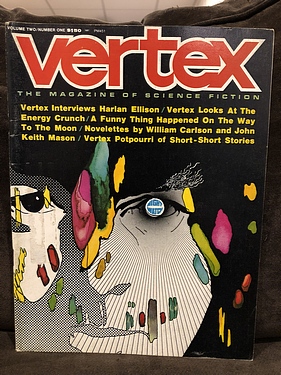 VOLUME TWO/NUMBER ONE $1.50
vertex
THE MAGAZINE OF SCIENCE FICTION
Vertex Interviews Harlan Ellison / Vertex Looks At The
Energy Crunch / A Funny Thing Happened On The Way
To The Moon / Novelettes by William Carlson and John
Keith Mason / Vertex Potpourri of Short-Short Stories